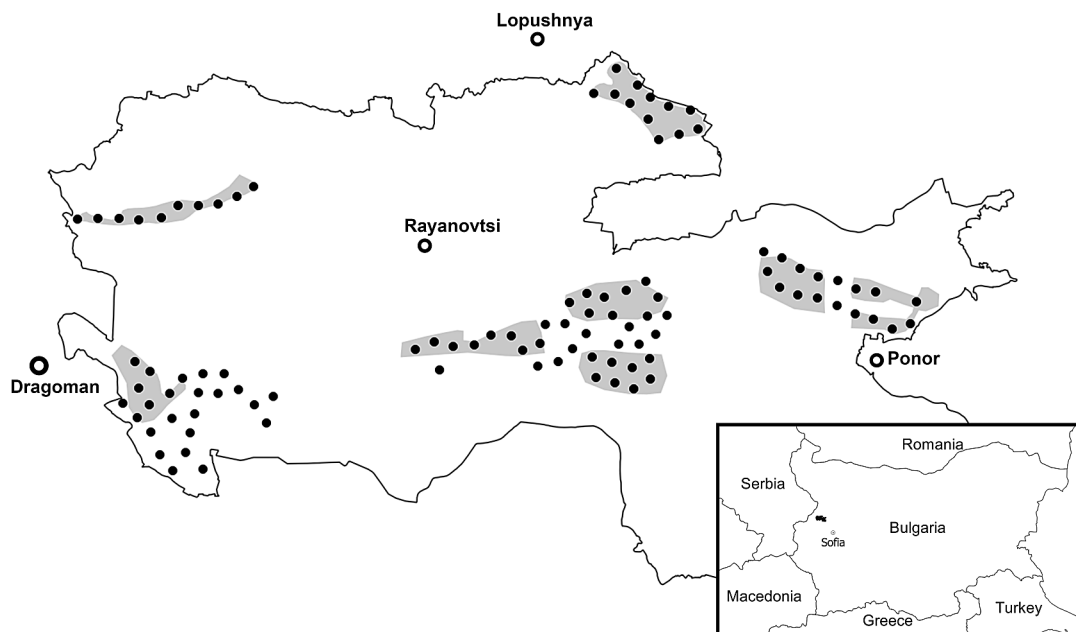 Lopushnya
Rayanovtsi
Dragoman
Ponor
Romania
Serbia
Bulgaria
Sofia
Macedonia
Greece
Turkey